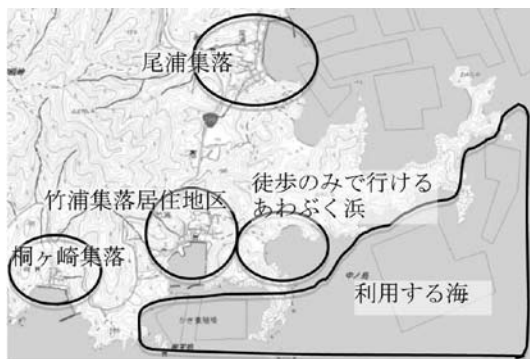 尾浦集落
徒歩のみで行ける
あわぶく浜
竹浦集落居住地区
桐ヶ崎集落
利用する海